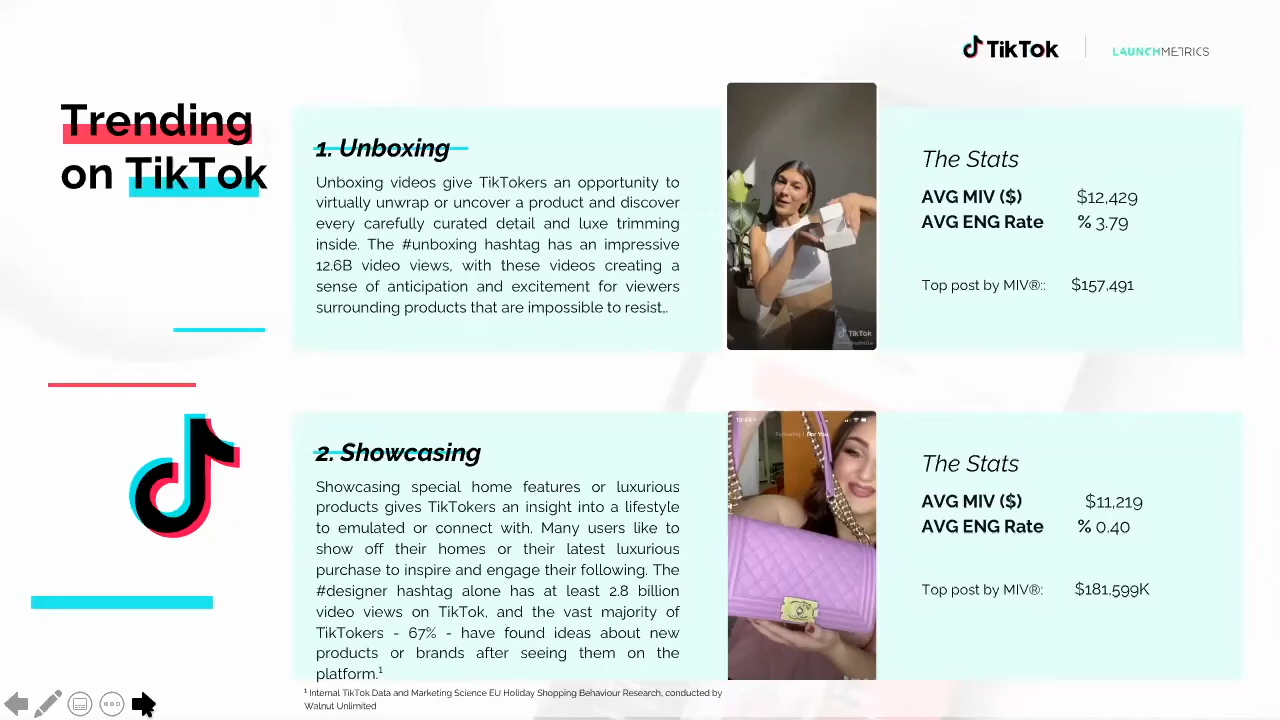 TikTok
LAUNCHMETRICS
Trending
on TikTok
1. Unboxing
Unboxing videos give TikTokers an opportunity to
virtually unwrap or uncover a product and discover
every carefully curated detail and luxe trimming
inside. The #unboxing hashtag has an impressive
12.6B video views, with these videos creating a
sense of anticipation and excitement for viewers
surrounding products that are impossible to resist,.
TikTok
The Stats
AVG MIV ($) $12,429
AVG ENG Rate % 3.79
Top post by MIV®:: $157,491
2. Showcasing
Showcasing special home features or luxurious
products gives TikTokers an insight into a lifestyle
to emulated or connect with. Many users like to
show off their homes or their latest luxurious
purchase to inspire and engage their following. The
#designer hashtag alone has at least 2.8 billion
video views on TikTok, and the vast majority of
TikTokers - 67% - have found ideas about new
products or brands after seeing them on the
platform.¹
Following | For You
The Stats
AVG MIV ($) $11,219
AVG ENG Rate % 0.40
Top post by MIV®: $181,599K
¹ Internal TikTok Data and Marketing Science EU Holiday Shopping Behaviour Research, conducted by
Walnut Unlimited